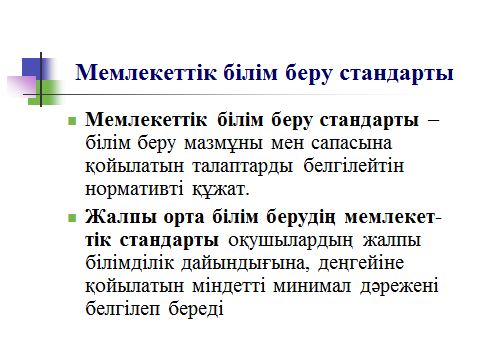 Мемлекеттік білім беру стандарты
Мемлекеттік білім беру стандарты –
білім беру мазмұны мен сапасына
қойылатын талаптарды белгілейтін
нормативті құжат.
Жалпы орта білім берудің мемлекет-
тік стандарты оқушылардың жалпы
білімділік дайындығына, деңгейіне
қойылатын міндетті минимал дәрежені
белгілеп береді